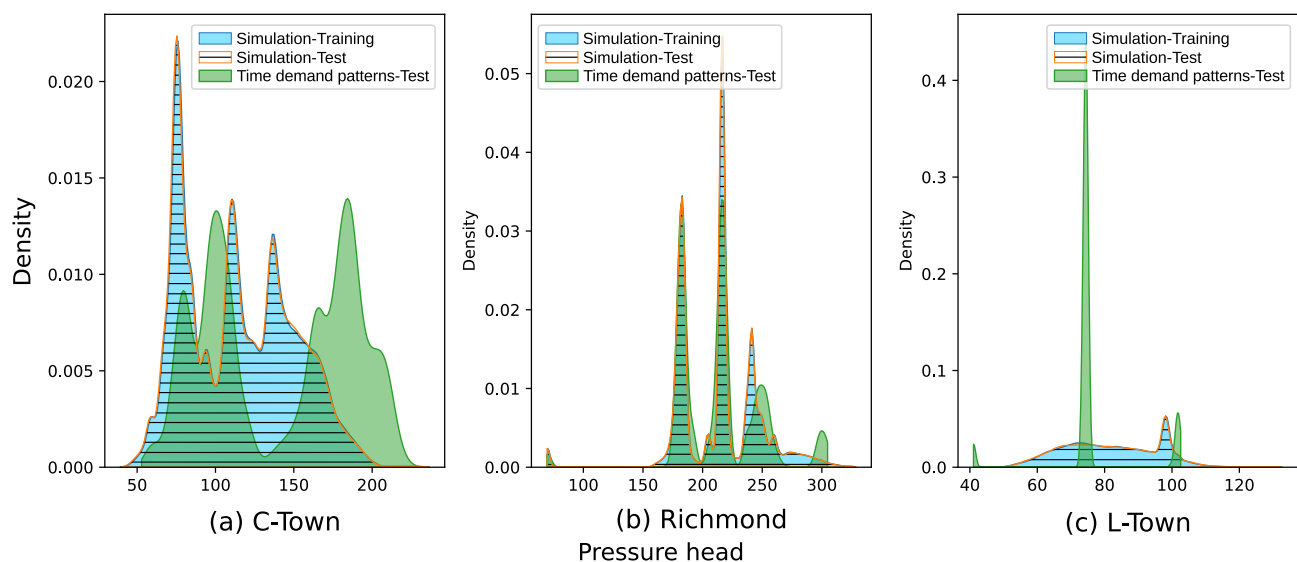 Simulation-Training
Simulation-Test
Time demand patterns-Test
Density
0.020
0.015
0.010
0.005
0.000
50 100 150 200
(a) C-Town
Simulation-Training
Simulation-Test
Time demand patterns-Test
Density
0.05
0.04
0.03
0.02
0.01
0.00
100 150 200 250 300
(b) Richmond
Simulation-Training
Simulation-Test
Time demand patterns-Test
Density
0.4
0.3
0.2
0.1
0.0
40 60 80 100 120
(c) L-Town
Pressure head